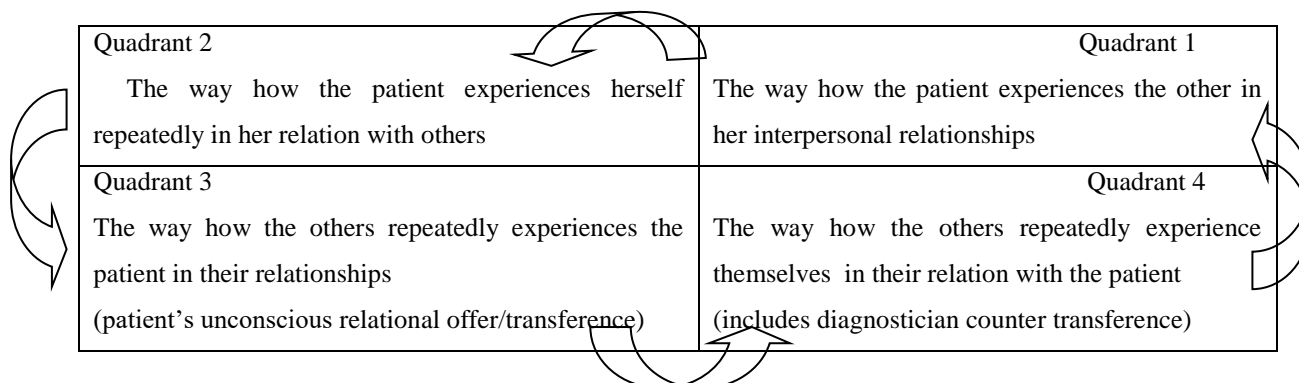 Quadrant 2
The way how the patient experiences herself
repeatedly in her relation with others
Quadrant 1
The way how the patient experiences the other in
her interpersonal relationships
Quadrant 3
The way how the others repeatedly experiences the
patient in their relationships
(patient’s unconscious relational offer/transference)
Quadrant 4
The way how the others repeatedly experience
themselves in their relation with the patient
(includes diagnostician counter transference)